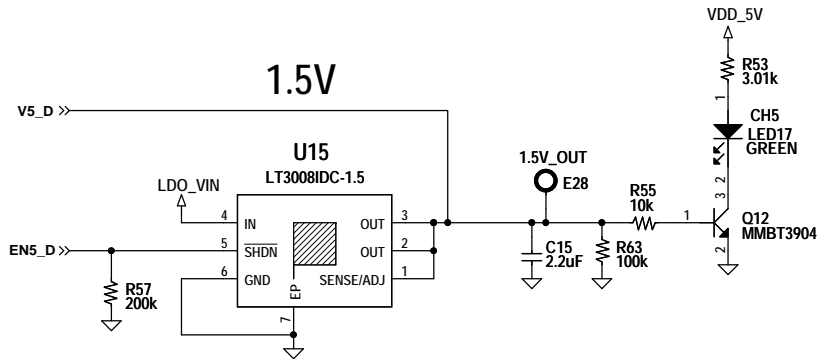 VDD_5V
R53
3.01k
1
1.5V
V5_D
CH5
LED17
GREEN
U15
LT3008IDC-1.5
1.5V_OUT
E28
2
LDO_VIN
R55
10k
3
4 IN OUT 3
1
Q12
MMBT3904
EN5_D
5 SHDN OUT 2
C15
2.2uF
R63
100k
2
6 GND SENSE/ADJ 1
R57
200k
EP
7